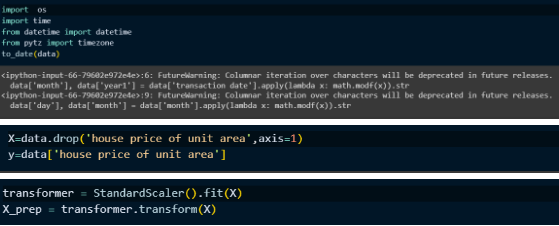 import os
import time
from datetime import datetime
from pytz import timezone
to_date(data)
<ipython-input-66-79602e972e4e>:6: FutureWarning: Columnar iteration over characters will be deprecated in future releases.
data['month'], data['year1'] = data['transaction date'].apply(lambda x: math.modf(x)).str
<ipython-input-66-79602e972e4e>:9: FutureWarning: Columnar iteration over characters will be deprecated in future releases.
data['day'], data['month'] = data['month'].apply(lambda x: math.modf(x)).str
X=data.drop('house price of unit area',axis=1)
y=data['house price of unit area']
transformer = StandardScaler().fit(X)
X_prep = transformer.transform(X)